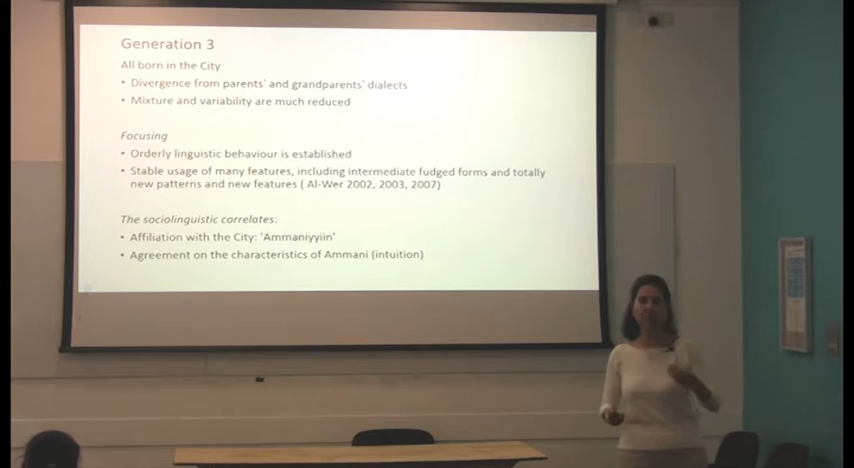 Generation 3
All born in the City
• Divergence from parents' and grandparents' dialects
• Mixture and variability are much reduced
Focusing
• Orderly linguistic behaviour is established
• Stable usage of many features, including intermediate fudged forms and totally
new patterns and new features ( Al-Wer 2002, 2003, 2007)
The sociolinguistic correlates:
• Affiliation with the City: 'Ammaniyyiin'
• Agreement on the characteristics of Ammani (intuition)